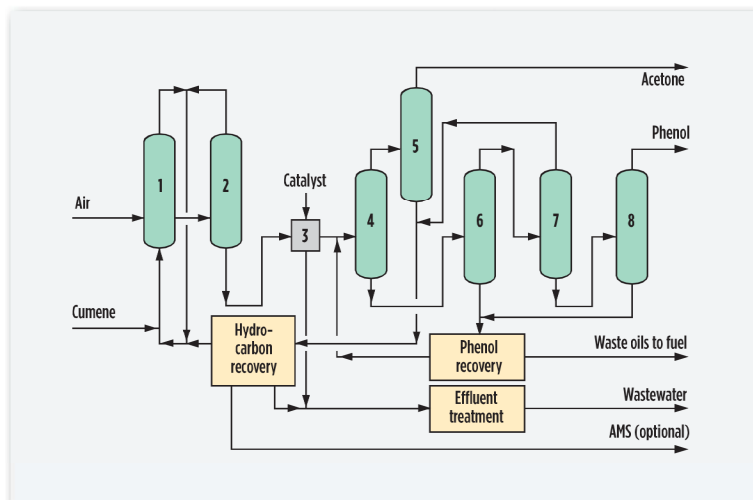 Acetone
5
Phenol
1
2
Catalyst
Air
3
4
6
7
8
Cumene
Hydro-
carbon
recovery
Phenol
recovery
Waste oils to fuel
Effluent
treatment
Wastewater
AMS (optional)